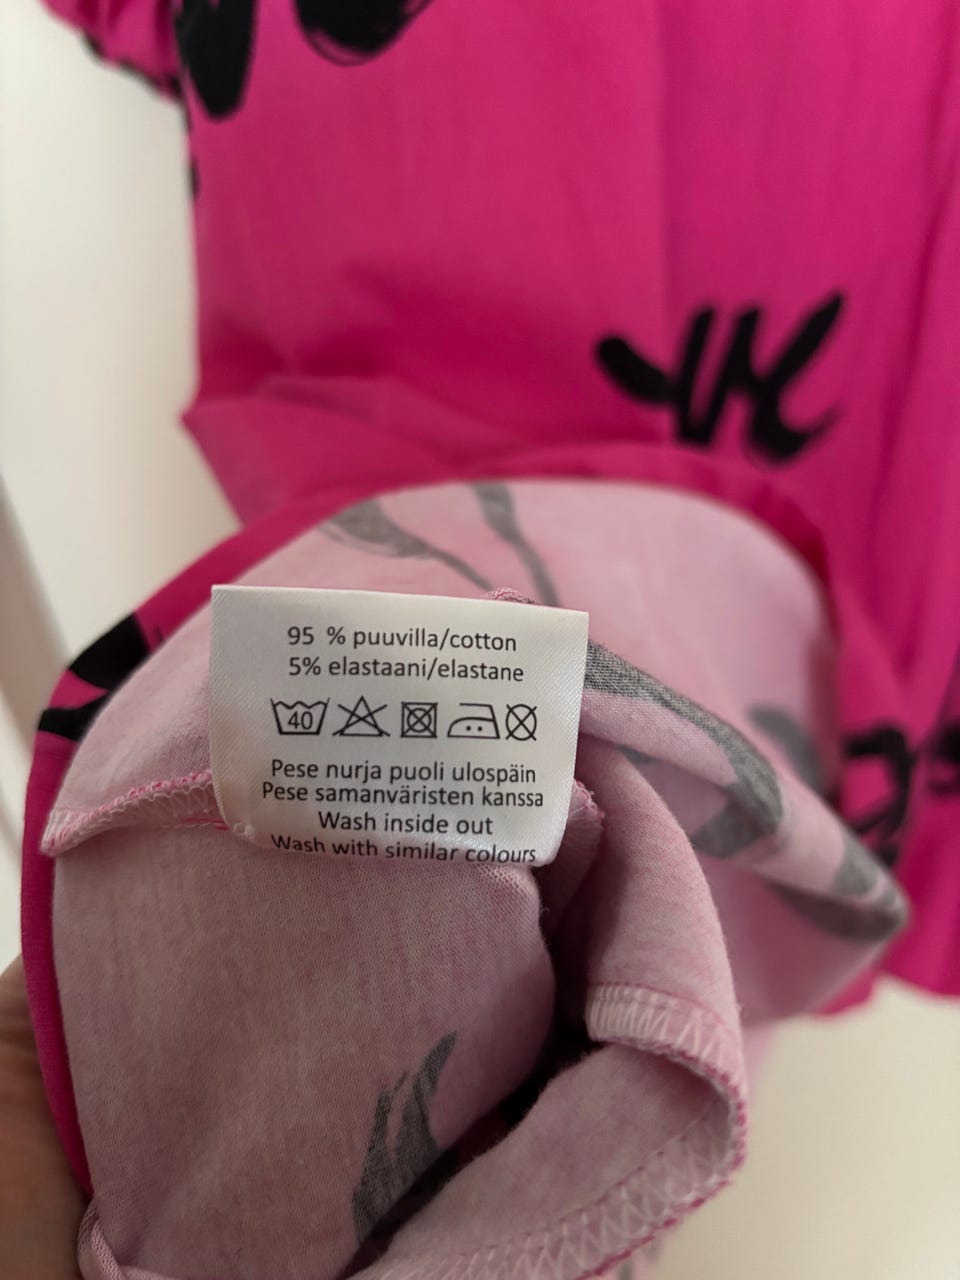 95 % puuvilla/cotton
5% elastaani/elastane
40
Pese nurja puoli ulospäin
Pese samanväristen kanssa
Wash inside out
Wash with similar colours